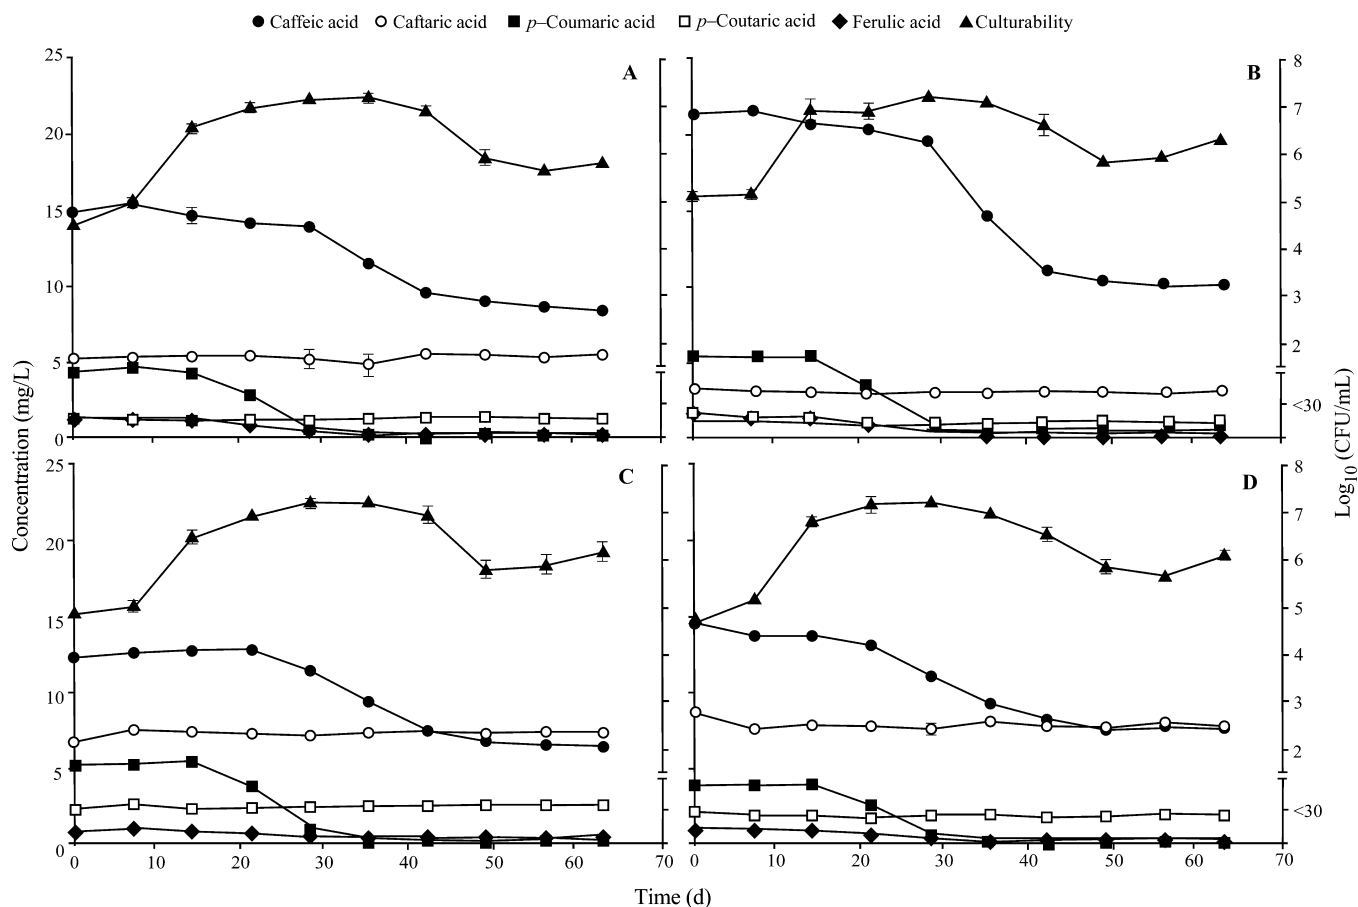 Caffeic acid Caftaric acid p–Coumaric acid p–Coutaric acid Ferulic acid Culturability
25 A B 8
7
20
6
15 5
4
10
3
5 2
<30
0
25 C D 8
7
20
6
15 5
4
10
3
2
5
<30
0 10 20 30 40 50 60 70 0 10 20 30 40 50 60 70
Time (d)
Concentration (mg/L)
Log10 (CFU/mL)